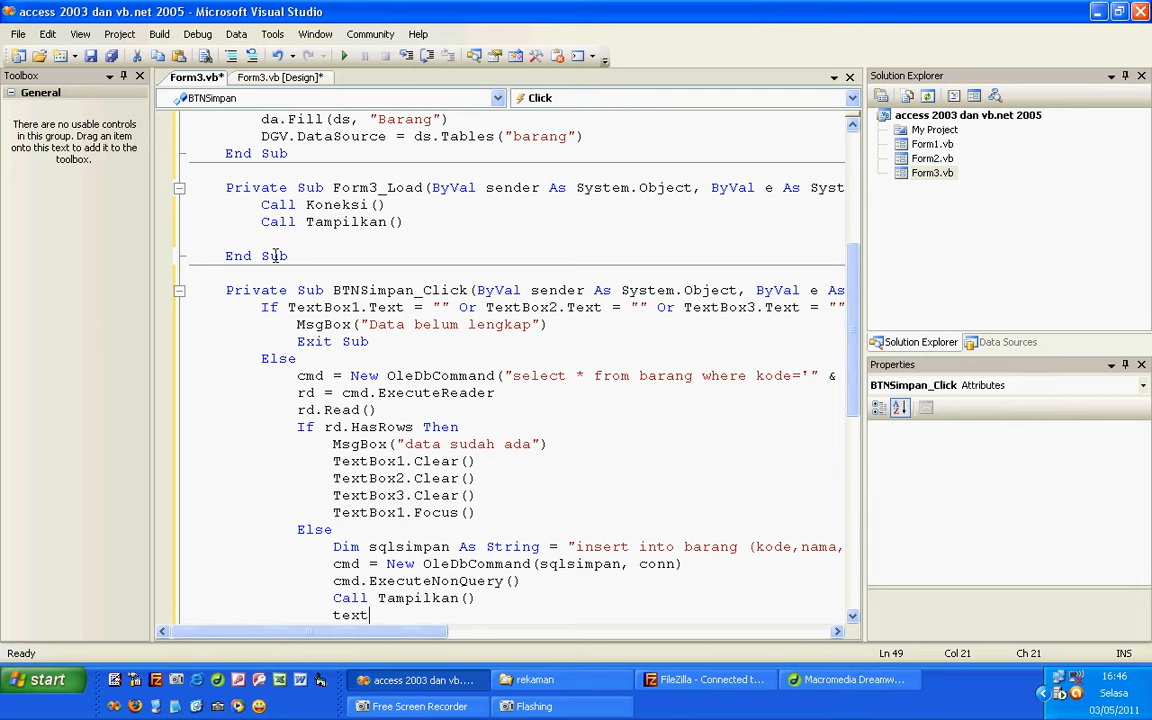 access 2003 dan vb.net 2005 - Microsoft Visual Studio
File Edit View Project Build Debug Data Tools Window Community Help
Toolbox
General
There are no usable controls
in this group. Drag an item
onto this text to add it to the
toolbox.
Form3.vb* Form3.vb [Design]*
BTNSimpan Click
da.Fill(ds, "Barang")
DGV.DataSource = ds.Tables("barang")
End Sub
Private Sub Form3_Load(ByVal sender As System.Object, ByVal e As Syst
Call Koneksi()
Call Tampilkan()
End Sub
Private Sub BTNSimpan_Click(ByVal sender As System.Object, ByVal e As
If TextBox1.Text = "" Or TextBox2.Text = "" Or TextBox3.Text = ""
MsgBox("Data belum lengkap")
Exit Sub
Else
cmd = New OleDbCommand("select * from barang where kode='" &
rd = cmd.ExecuteReader
rd.Read()
If rd.HasRows Then
MsgBox("data sudah ada")
TextBox1.Clear()
TextBox2.Clear()
TextBox3.Clear()
TextBox1.Focus()
Else
Dim sqlsimpan As String = "insert into barang (kode,nama,
cmd = New OleDbCommand(sqlsimpan, conn)
cmd.ExecuteNonQuery()
Call Tampilkan()
text
Solution Explorer
access 2003 dan vb.net 2005
My Project
Form1.vb
Form2.vb
Form3.vb
Solution Explorer Data Sources
Properties
BTNSimpan_Click Attributes
Ready Ln 49 Col 21 Ch 21 INS
start access 2003 dan vb.... rekaman FileZilla - Connected t... Macromedia Dreamw...
Free Screen Recorder Flashing
16:46
Selasa
03/05/2011